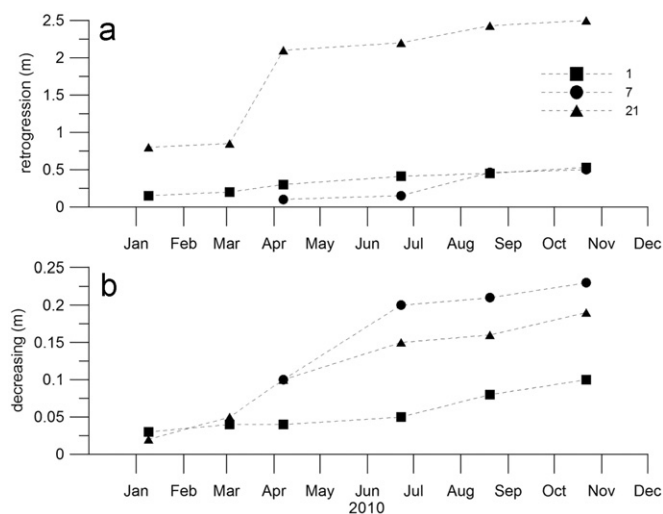 a
retrogression (m)
2.5
2
1.5
1
0.5
0
1
7
21
Jan Feb Mar Apr May Jun Jul Aug Sep Oct Nov Dec
b
decreasing (m)
0.25
0.2
0.15
0.1
0.05
0
Jan Feb Mar Apr May Jun Jul Aug Sep Oct Nov Dec
2010